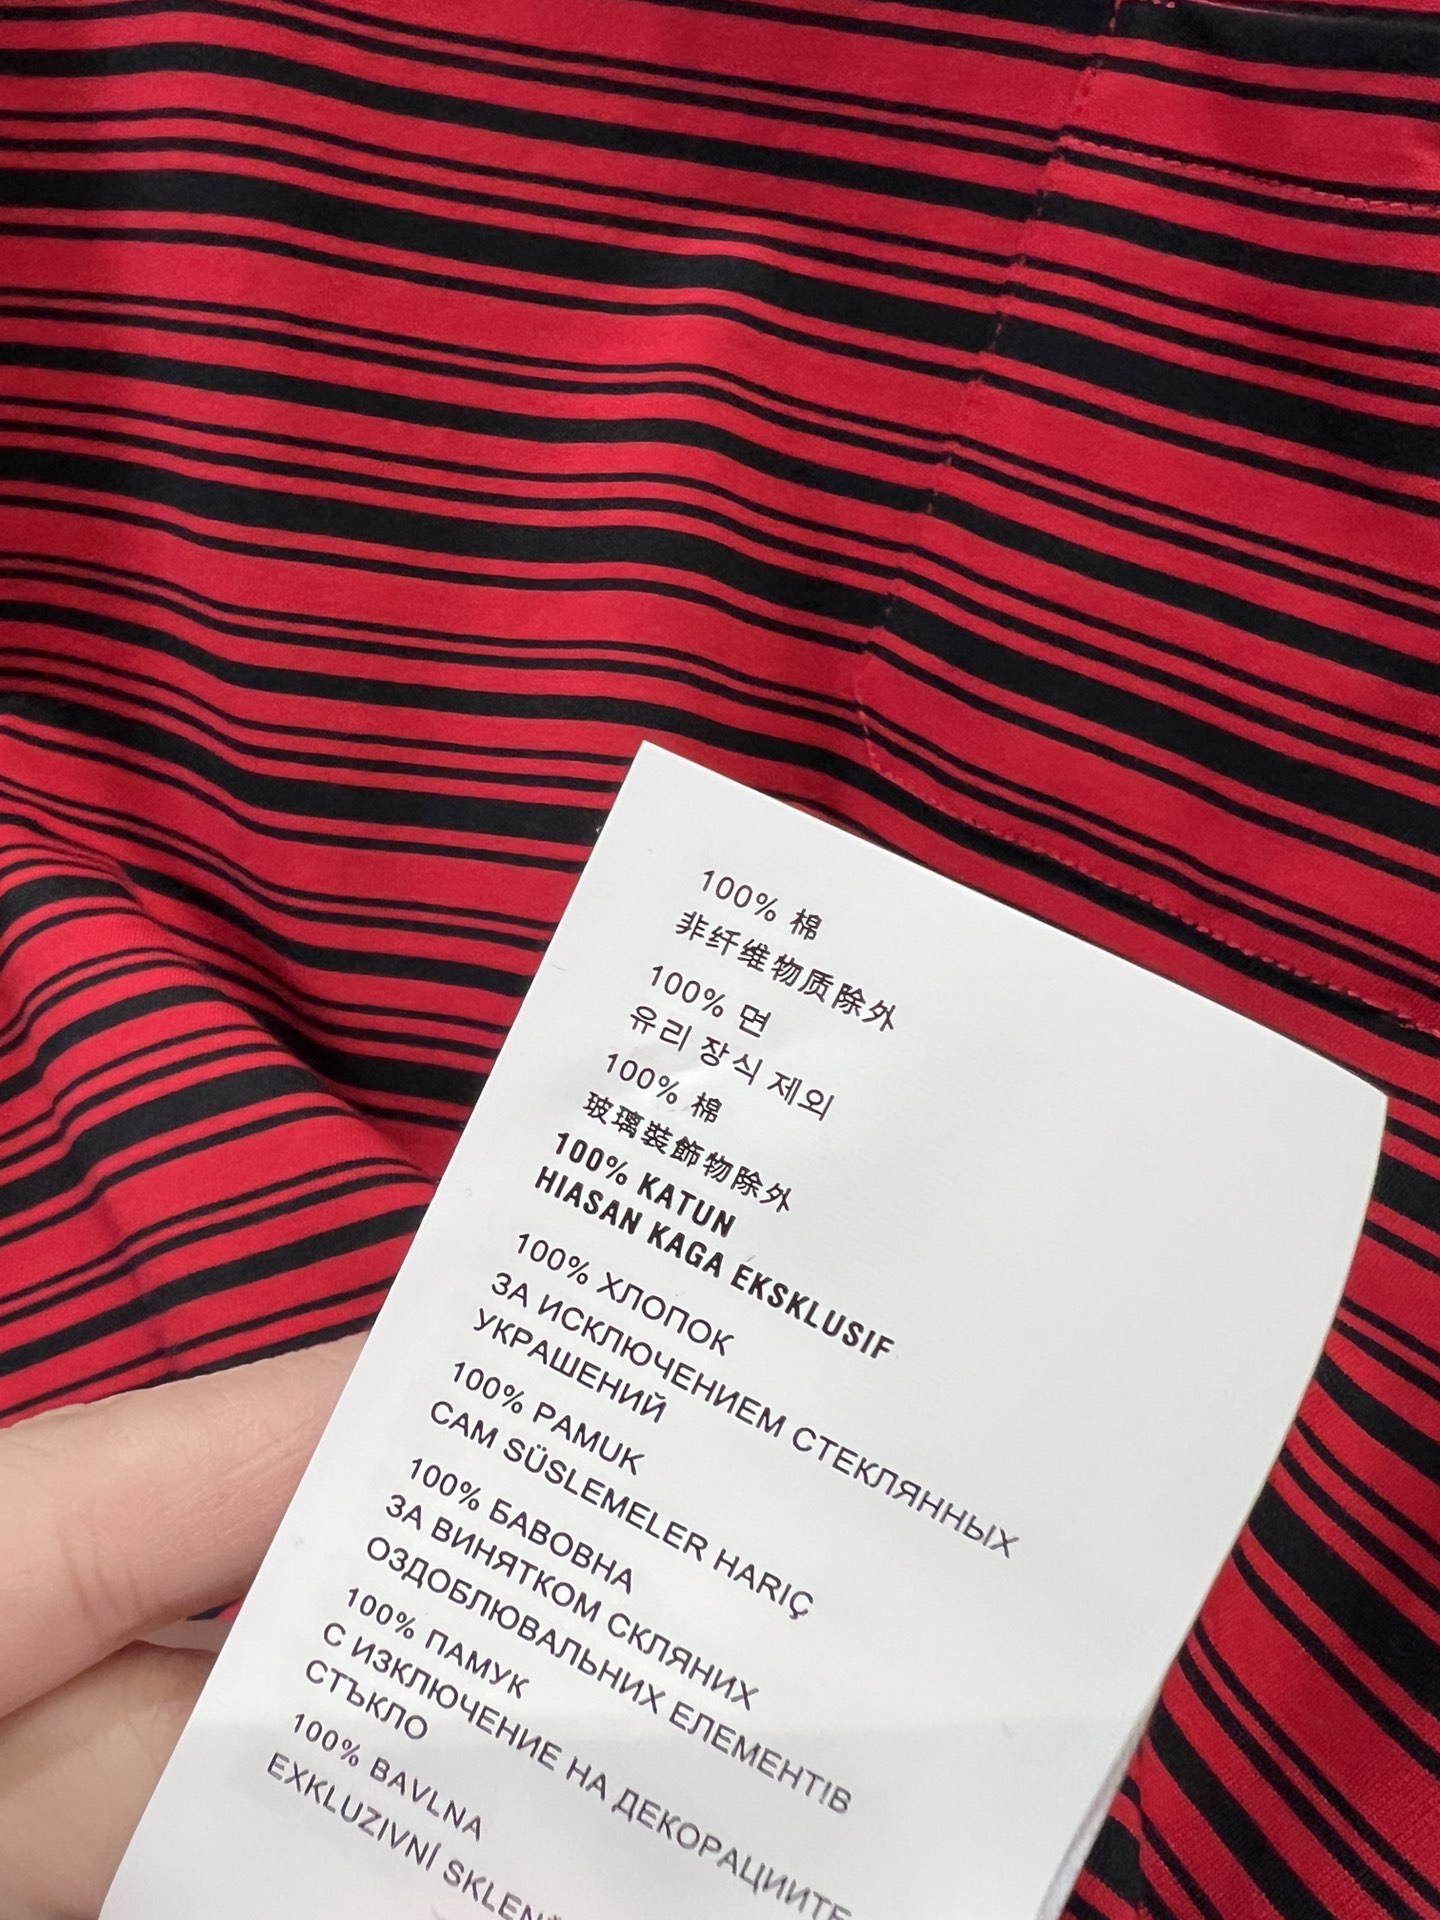 100% 棉
非纤维物质除外
100% 면
유리 장식 제외
100% 棉
玻璃裝飾物除外
100% KATUN
HIASAN KAGA EKSKLUSIF
100% ХЛОПОК
ЗА ИСКЛЮЧЕНИЕМ СТЕКЛЯННЫХ
УКРАШЕНИЙ
100% PAMUK
CAM SÜSLEMELER HARIÇ
100% БАВОВНА
ЗА ВИНЯТКОМ СКЛЯНИХ
ОЗДОБЛЮВАЛЬНИХ ЕЛЕМЕНТІВ
100% ПАМУК
С ИЗКЛЮЧЕНИЕ НА ДЕКОРАЦИИТЕ
СТЪКЛО
100% BAVLNA
EXKLUZIVNÍ